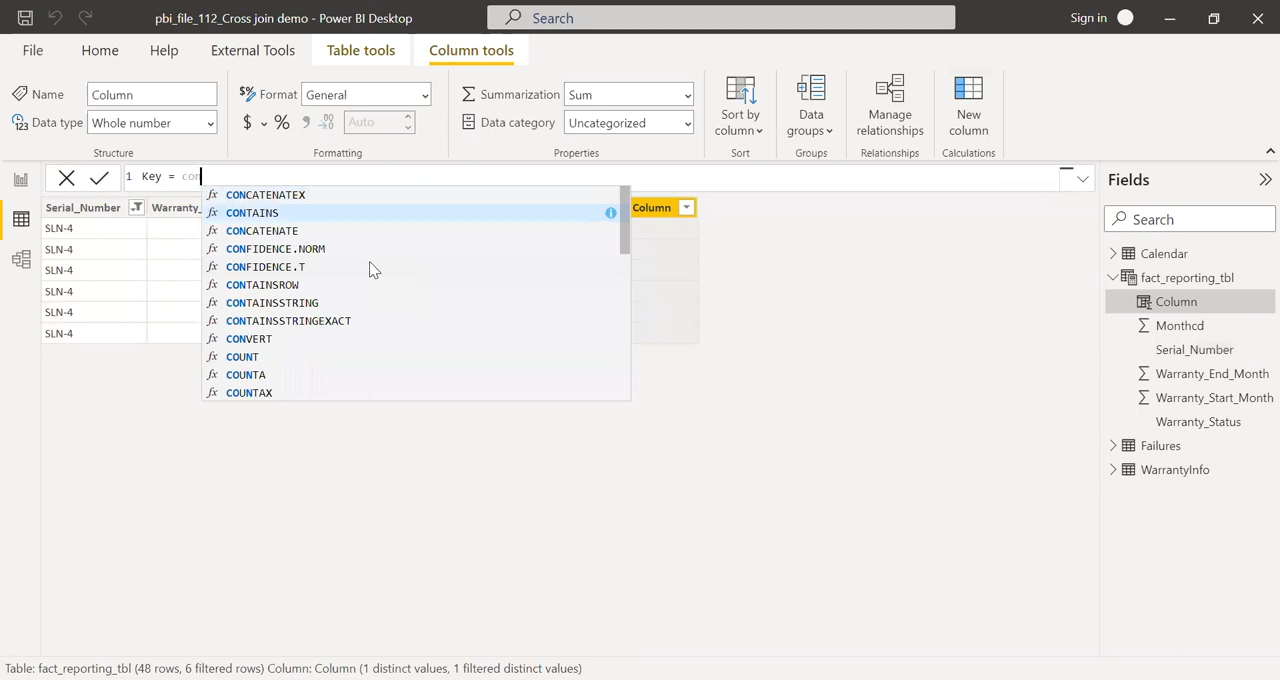 pbi_file_112_Cross join demo - Power BI Desktop
Search
Sign in
File
Home
Help
External Tools
Table tools
Column tools
Name
Column
$% Format
General
Summarization
Sum
Data type
Whole number
$
%
Auto
Data category
Uncategorized
Sort by
column
Data
groups
Manage
relationships
New
column
Structure
Formatting
Properties
Sort
Groups
Relationships
Calculations
1 Key = con
CONCATENATEX
CONTAINS
CONCATENATE
CONFIDENCE.NORM
CONFIDENCE.T
CONTAINSROW
CONTAINSSTRING
CONTAINSSTRINGEXACT
CONVERT
COUNT
COUNTA
COUNTAX
Serial_Number
Warranty_
Column
SLN-4
SLN-4
SLN-4
SLN-4
SLN-4
SLN-4
Fields
Search
Calendar
fact_reporting_tbl
Column
Monthcd
Serial_Number
Warranty_End_Month
Warranty_Start_Month
Warranty_Status
Failures
WarrantyInfo
Table: fact_reporting_tbl (48 rows, 6 filtered rows) Column: Column (1 distinct values, 1 filtered distinct values)